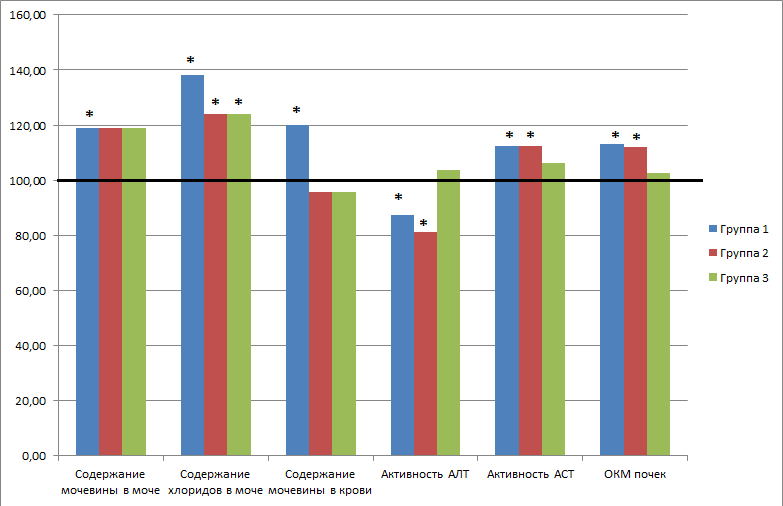 160,00
140,00
120,00
100,00
80,00
60,00
40,00
20,00
0,00
*
*
* *
*
*
*
* *
* *
Содержание
мочевины в моче
Содержание
хлоридов в моче
Содержание
мочевины в крови
Активность АЛТ
Активность АСТ
ОКМ почек
Группа 1
Группа 2
Группа 3